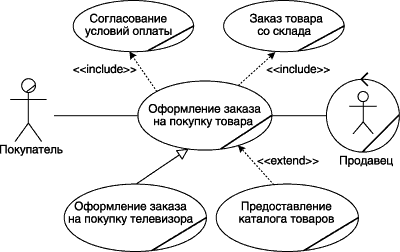 Согласование
условий оплаты
Заказ товара
со склада
<<include>>
<<include>>
Оформление заказа
на покупку товара
Покупатель
Продавец
<<extend>>
Оформление заказа
на покупку телевизора
Предоставление
каталога товаров